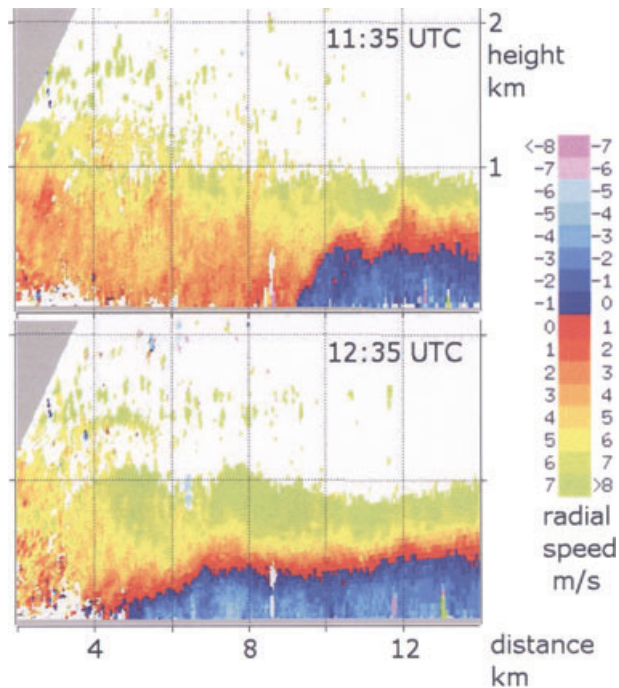 11:35 UTC
2
height
km
1
<-8 -7
-7 -6
-6 -5
-5 -4
-4 -3
-3 -2
-2 -1
-1 0
0 1
1 2
2 3
3 4
4 5
5 6
6 7
7 >8
radial
speed
m/s
12:35 UTC
4 8 12 distance
km